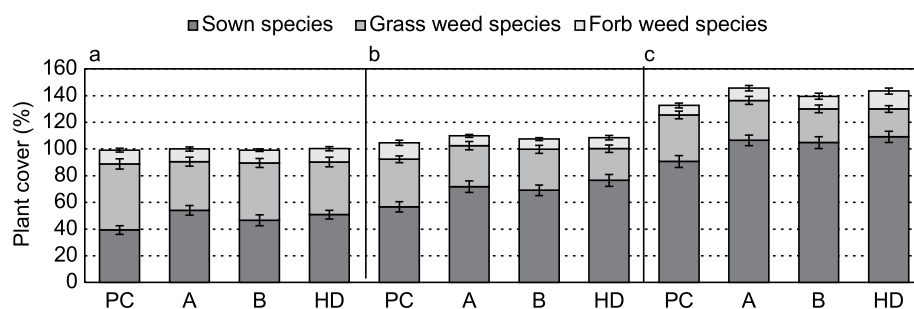 Sown species Grass weed species Forb weed species
a b c
Plant cover (%)
160
140
120
100
80
60
40
20
0
PC A B HD PC A B HD PC A B HD